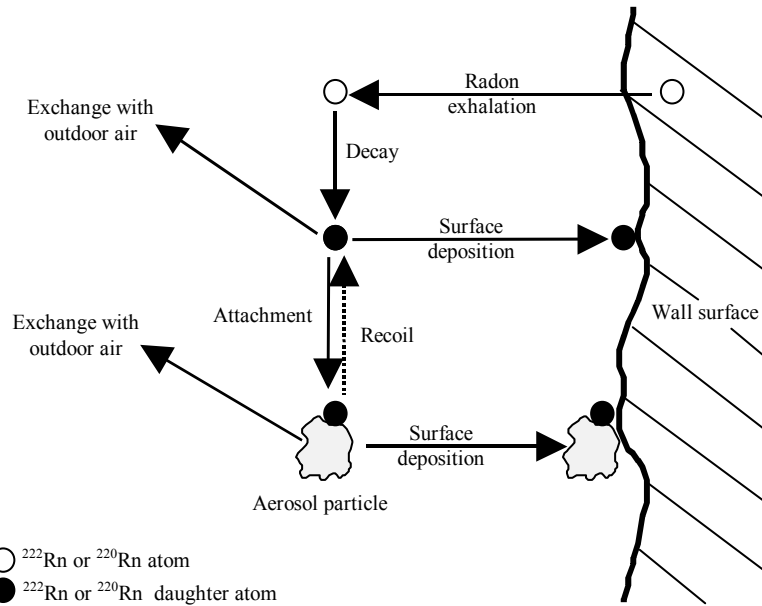 Radon
exhalation
Exchange with
outdoor air
Decay
Surface
deposition
Attachment
Recoil
Wall surface
Exchange with
outdoor air
Surface
deposition
Aerosol particle
²²²Rn or ²²⁰Rn atom
²²²Rn or ²²⁰Rn daughter atom